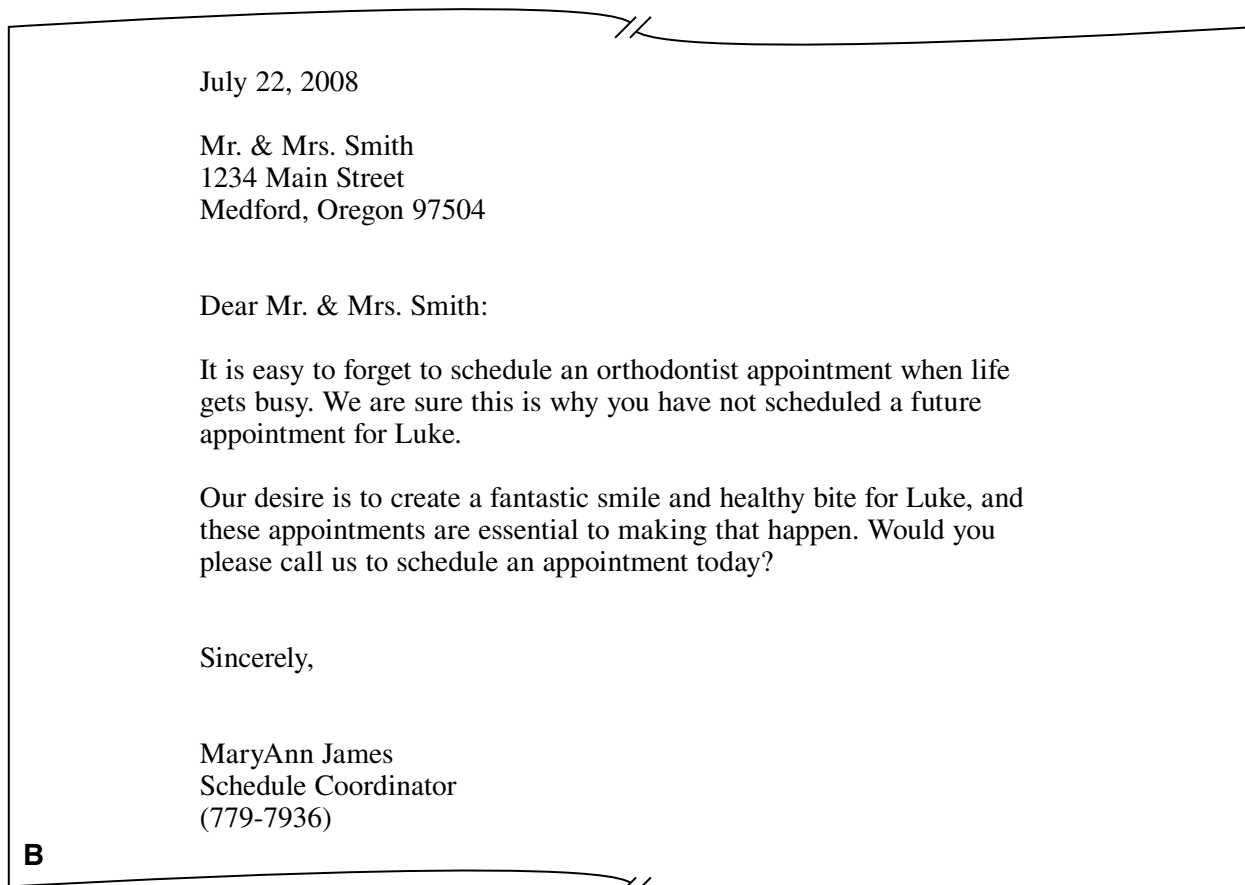 July 22, 2008
Mr. & Mrs. Smith
1234 Main Street
Medford, Oregon 97504
Dear Mr. & Mrs. Smith:
It is easy to forget to schedule an orthodontist appointment when life
gets busy. We are sure this is why you have not scheduled a future
appointment for Luke.
Our desire is to create a fantastic smile and healthy bite for Luke, and
these appointments are essential to making that happen. Would you
please call us to schedule an appointment today?
Sincerely,
MaryAnn James
Schedule Coordinator
(779-7936)
B